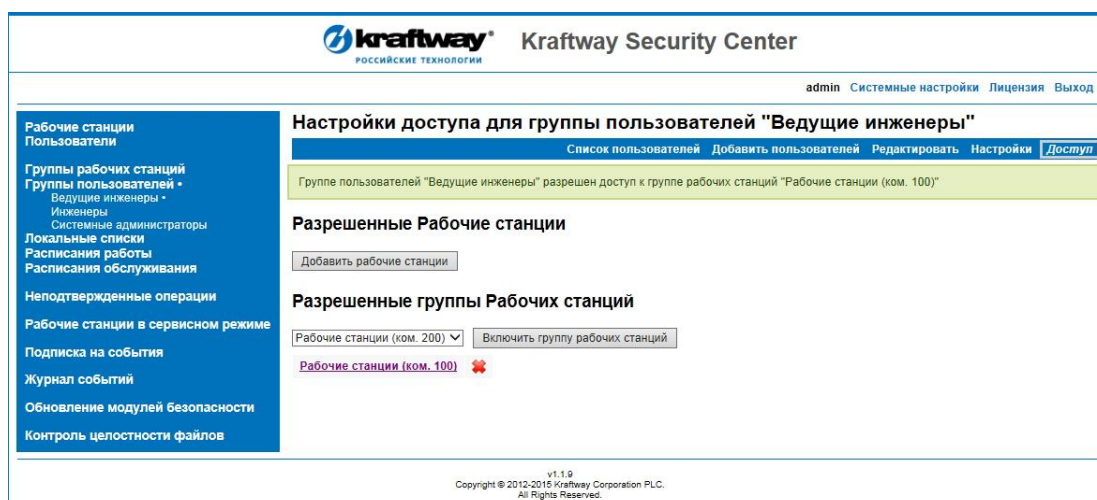 kraftway
РОССИЙСКИЕ ТЕХНОЛОГИИ
Kraftway Security Center
admin Системные настройки Лицензия Выход
Рабочие станции
Пользователи
Группы рабочих станций
Группы пользователей •
Ведущие инженеры •
Инженеры
Системные администраторы
Локальные списки
Расписания работы
Расписания обслуживания
Неподтвержденные операции
Рабочие станции в сервисном режиме
Подписка на события
Журнал событий
Обновление модулей безопасности
Контроль целостности файлов
Настройки доступа для группы пользователей "Ведущие инженеры"
Список пользователей Добавить пользователей Редактировать Настройки Доступ
Группе пользователей "Ведущие инженеры" разрешен доступ к группе рабочих станций "Рабочие станции (ком. 100)"
Разрешенные Рабочие станции
Добавить рабочие станции
Разрешенные группы Рабочих станций
Рабочие станции (ком. 200) Включить группу рабочих станций
Рабочие станции (ком. 100)
v1.1.9
Copyright © 2012-2015 Kraftway Corporation PLC.
All Rights Reserved.